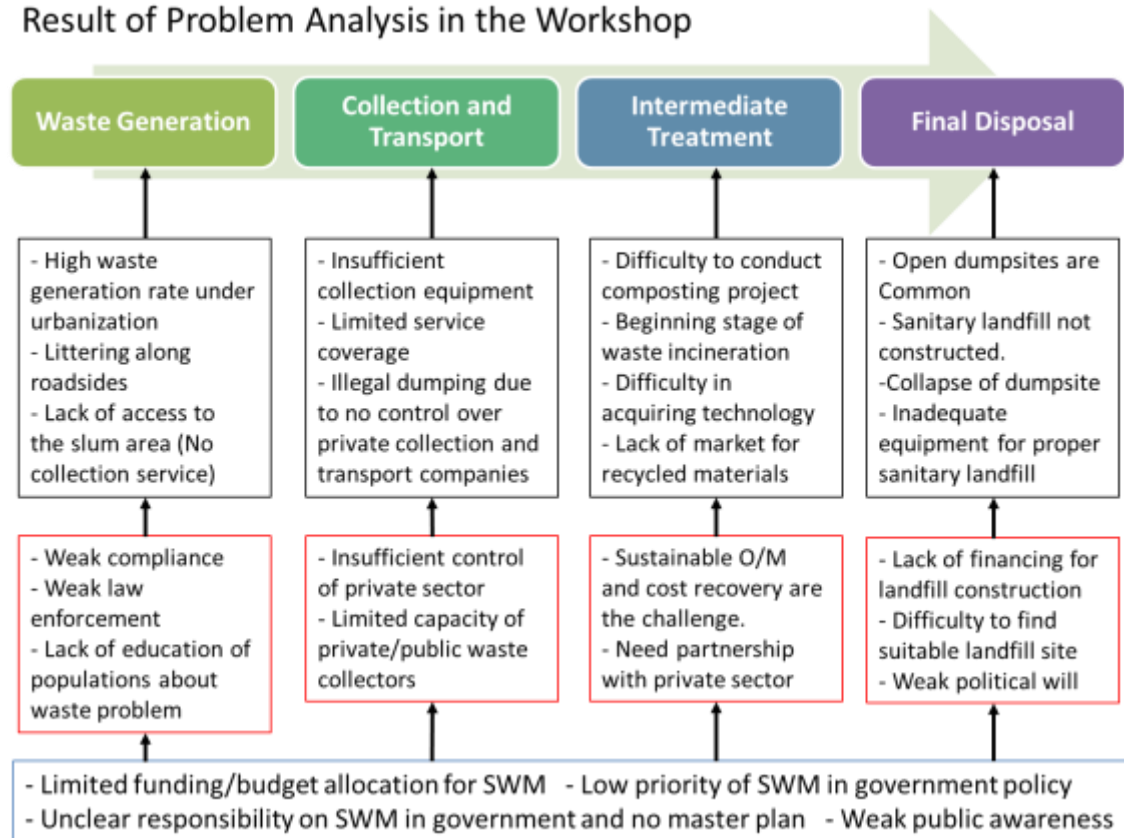 Result of Problem Analysis in the Workshop
Waste Generation
Collection and
Transport
Intermediate
Treatment
Final Disposal
- High waste
generation rate under
urbanization
- Littering along
roadsides
- Lack of access to
the slum area (No
collection service)
- Insufficient
collection equipment
- Limited service
coverage
- Illegal dumping due
to no control over
private collection and
transport companies
- Difficulty to conduct
composting project
- Beginning stage of
waste incineration
- Difficulty in
acquiring technology
- Lack of market for
recycled materials
- Open dumpsites are
Common
- Sanitary landfill not
constructed.
-Collapse of dumpsite
- Inadequate
equipment for proper
sanitary landfill
- Weak compliance
- Weak law
enforcement
- Lack of education of
populations about
waste problem
- Insufficient control
of private sector
- Limited capacity of
private/public waste
collectors
- Sustainable O/M
and cost recovery are
the challenge.
- Need partnership
with private sector
- Lack of financing for
landfill construction
- Difficulty to find
suitable landfill site
- Weak political will
- Limited funding/budget allocation for SWM - Low priority of SWM in government policy
- Unclear responsibility on SWM in government and no master plan - Weak public awareness